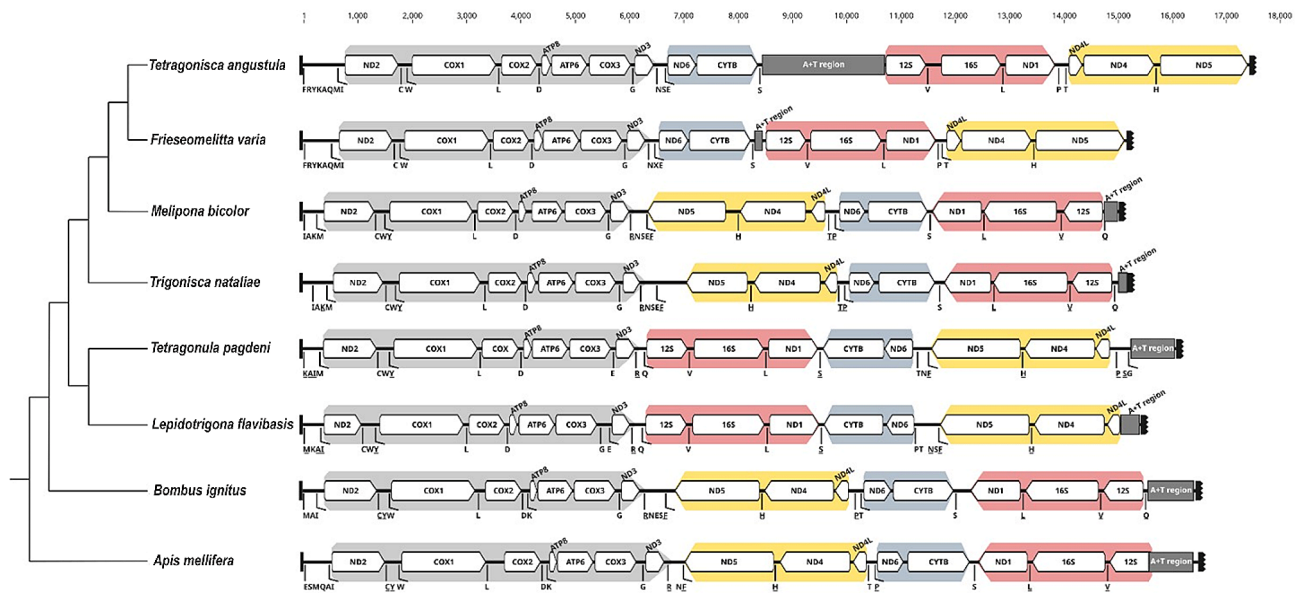 1 1,000 2,000 3,000 4,000 5,000 6,000 7,000 8,000 9,000 10,000 11,000 12,000 13,000 14,000 15,000 16,000 17,000 18,000
ATP8 ND3 ND4L
Tetragonisca angustula ND2 COX1 COX2 ATP6 COX3 ND6 CYTB A+T region 12S 16S ND1 ND4 ND5
FRYKAQMI C W L D G NSE S V L P T H
ATP8 ND3 A+T region ND4L
Frieseomelitta varia ND2 COX1 COX2 ATP6 COX3 ND6 CYTB 12S 16S ND1 ND4 ND5
FRYKAQMI C W L D G NXE S V L P T H
ATP8 ND3 ND4L A+T region
Melipona bicolor ND2 COX1 COX2 ATP6 COX3 ND5 ND4 ND6 CYTB ND1 16S 12S
IAKM CWY L D G RNSEF H TP S L V Q
ATP8 ND3 ND4L A+T region
Trigonisca nataliae ND2 COX1 COX2 ATP6 COX3 ND5 ND4 ND6 CYTB ND1 16S 12S
IAKM CWY L D G RNSEF H TP S L V Q
ATP8 ND3 ND4L
Tetragonula pagdeni ND2 COX1 COX ATP6 COX3 12S 16S ND1 CYTB ND6 ND5 ND4 A+T region
KAIM CWY L D E R Q V L S TNF H P SG
ATP8 ND3 ND4L A+T region
Lepidotrigona flavibasis ND2 COX1 COX2 ATP6 COX3 12S 16S ND1 CYTB ND6 ND5 ND4
MKAI CWY L D G E R Q V L S PT NSF H
ATP8 ND3 ND4L
Bombus ignitus ND2 COX1 COX2 ATP6 COX3 ND5 ND4 ND6 CYTB ND1 16S 12S A+T region
MAI CYW L DK G RNESF H PT S L V Q
ATP8 ND3 ND4L
Apis mellifera ND2 COX1 COX2 ATP6 COX3 ND5 ND4 ND6 CYTB ND1 16S 12S A+T region
ESMQAI CY W L DK G R NF H T P S L V